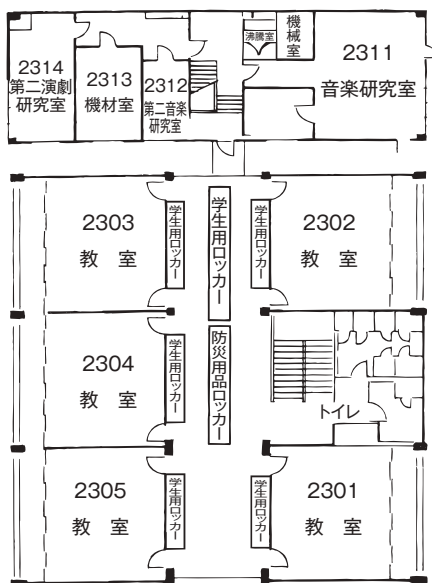 2314
第二演劇
研究室
2313
機材室
2312
第二音楽
研究室
沸騰室
機械室
2311
音楽研究室
2303
教 室
学生用ロッカー
学生用ロッカー
学生用ロッカー
2302
教 室
2304
教 室
学生用ロッカー
防災用品ロッカー
トイレ
2305
教 室
学生用ロッカー
学生用ロッカー
2301
教 室